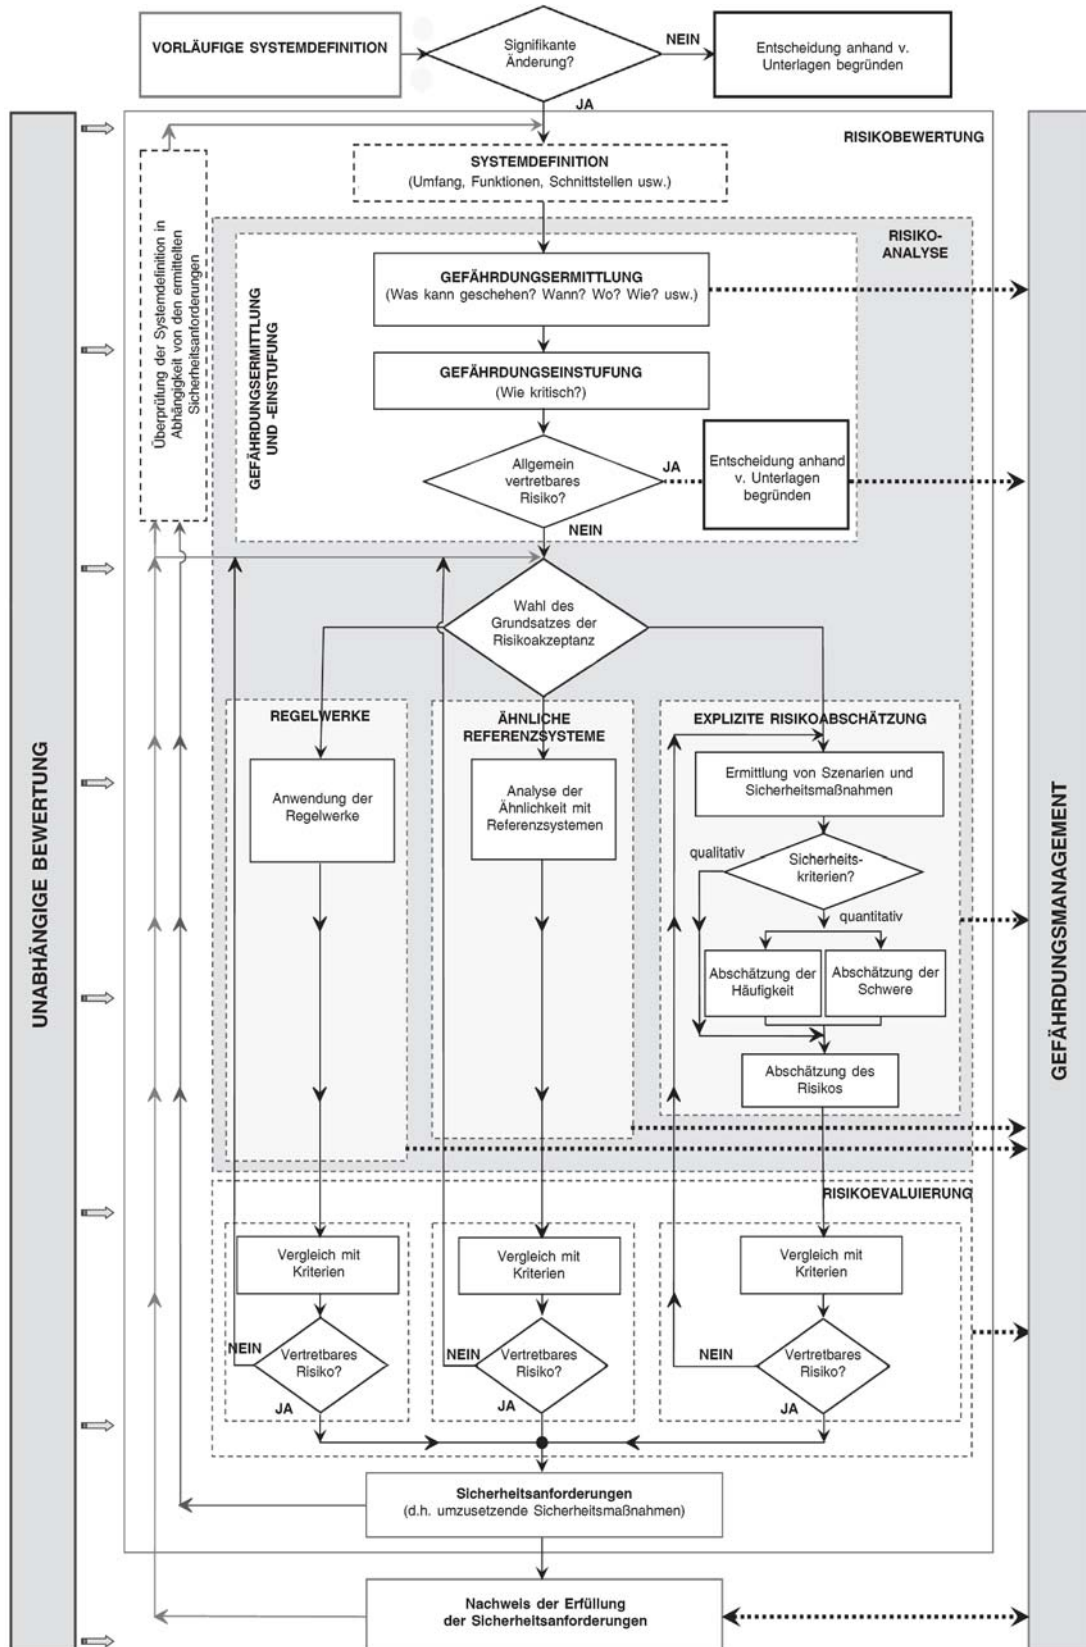 VORLÄUFIGE SYSTEMDEFINITION
Signifikante
Änderung?
NEIN
Entscheidung anhand v.
Unterlagen begründen
JA
RISIKOBEWERTUNG
SYSTEMDEFINITION
(Umfang, Funktionen, Schnittstellen usw.)
Überprüfung der Systemdefinition in
Abhängigkeit von den ermittelten
Sicherheitsanforderungen
RISIKO-
ANALYSE
GEFÄHRDUNGSERMITTLUNG
UND -EINSTUFUNG
GEFÄHRDUNGSERMITTLUNG
(Was kann geschehen? Wann? Wo? Wie? usw.)
GEFÄHRDUNGSEINSTUFUNG
(Wie kritisch?)
Allgemein
vertretbares
Risiko?
JA
Entscheidung anhand
v. Unterlagen
begründen
NEIN
Wahl des
Grundsatzes der
Risikoakzeptanz
REGELWERKE
ÄHNLICHE
REFERENZSYSTEME
EXPLIZITE RISIKOABSCHÄTZUNG
Anwendung der
Regelwerke
Analyse der
Ähnlichkeit mit
Referenzsystemen
Ermittlung von Szenarien und
Sicherheitsmaßnahmen
qualitativ
Sicherheits-
kriterien?
quantitativ
Abschätzung der
Häufigkeit
Abschätzung der
Schwere
Abschätzung des
Risikos
UNABHÄNGIGE BEWERTUNG
GEFÄHRDUNGSMANAGEMENT
RISIKOEVALUIERUNG
Vergleich mit
Kriterien
Vergleich mit
Kriterien
Vergleich mit
Kriterien
NEIN
Vertretbares
Risiko?
JA
NEIN
Vertretbares
Risiko?
JA
NEIN
Vertretbares
Risiko?
JA
Sicherheitsanforderungen
(d.h. umzusetzende Sicherheitsmaßnahmen)
Nachweis der Erfüllung
der Sicherheitsanforderungen